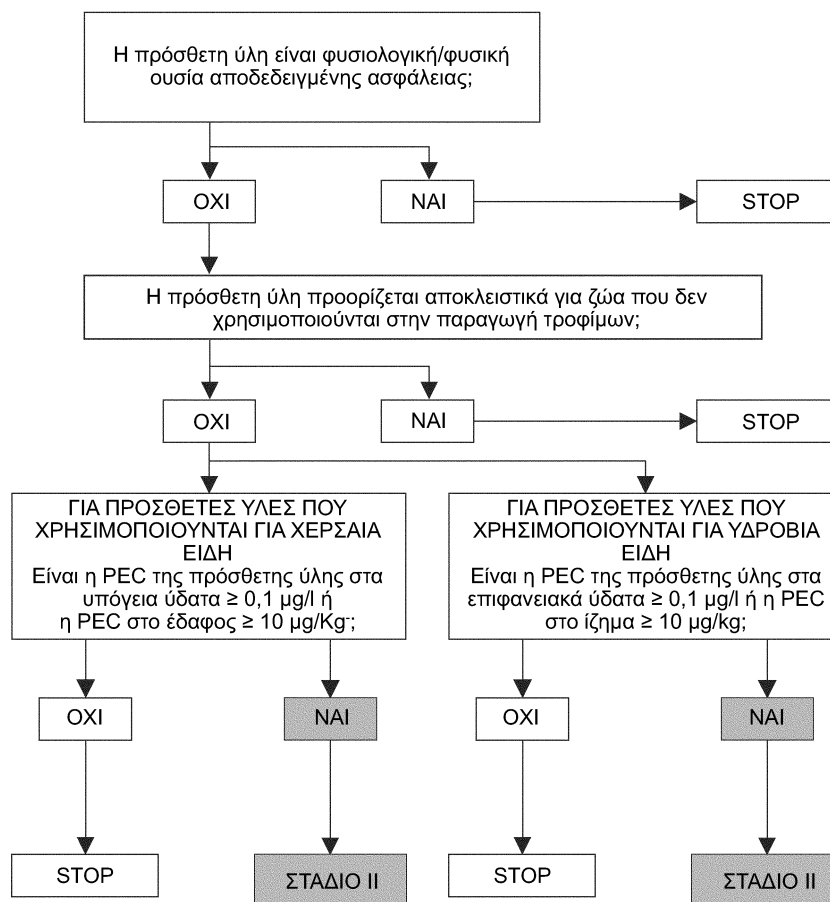 Η πρόσθετη ύλη είναι φυσιολογική/φυσική
ουσία αποδεδειγμένης ασφάλειας;
ΟΧΙ
ΝΑΙ
STOP
Η πρόσθετη ύλη προορίζεται αποκλειστικά για ζώα που δεν
χρησιμοποιούνται στην παραγωγή τροφίμων;
ΟΧΙ
ΝΑΙ
STOP
ΓΙΑ ΠΡΟΣΘΕΤΕΣ ΥΛΕΣ ΠΟΥ
ΧΡΗΣΙΜΟΠΟΙΟΥΝΤΑΙ ΓΙΑ ΧΕΡΣΑΙΑ
ΕΙΔΗ
Είναι η PEC της πρόσθετης ύλης στα
υπόγεια ύδατα ≥ 0,1 μg/l ή
η PEC στο έδαφος ≥ 10 μg/Kg⁻;
ΓΙΑ ΠΡΟΣΘΕΤΕΣ ΥΛΕΣ ΠΟΥ
ΧΡΗΣΙΜΟΠΟΙΟΥΝΤΑΙ ΓΙΑ ΥΔΡΟΒΙΑ
ΕΙΔΗ
Είναι η PEC της πρόσθετης ύλης στα
επιφανειακά ύδατα ≥ 0,1 μg/l ή η PEC
στο ίζημα ≥ 10 μg/kg;
ΟΧΙ
ΝΑΙ
ΟΧΙ
ΝΑΙ
STOP
ΣΤΑΔΙΟ II
STOP
ΣΤΑΔΙΟ II